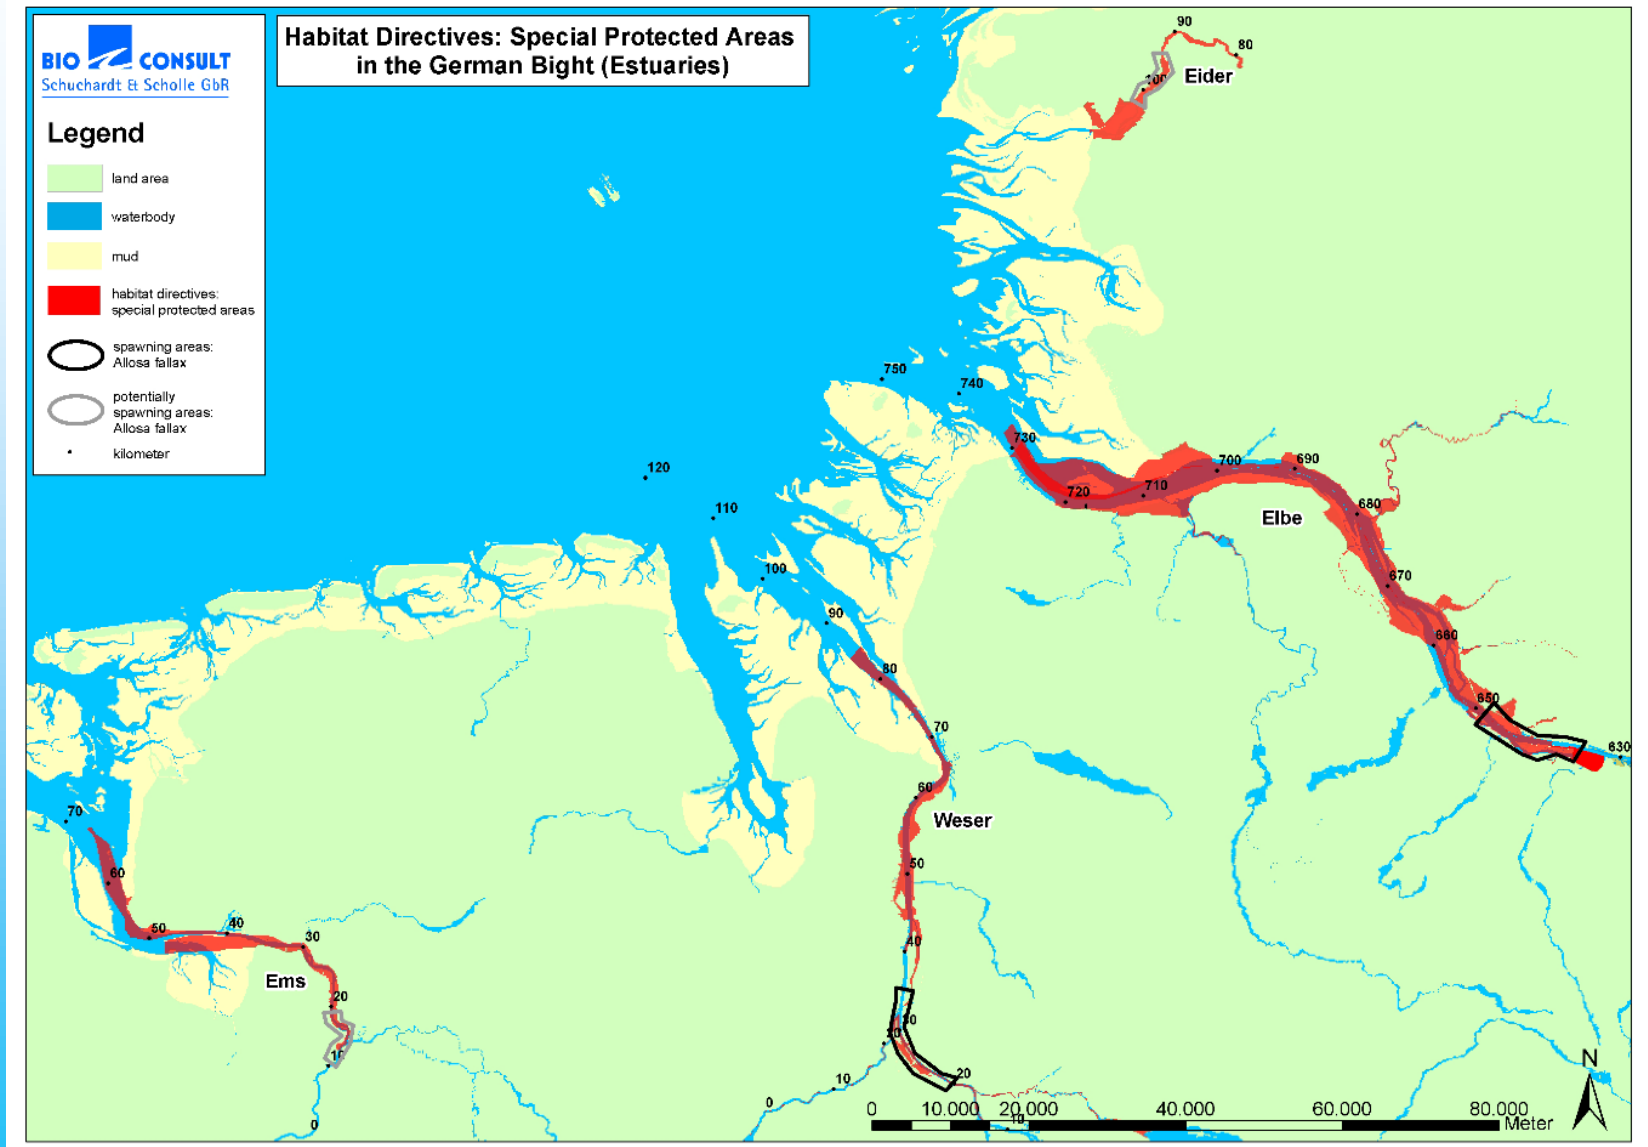 BIO CONSULT
Schuchardt & Scholle GbR
Habitat Directives: Special Protected Areas
in the German Bight (Estuaries)
Legend
land area
waterbody
mud
habitat directives:
special protected areas
spawning areas:
Allosa fallax
potentially
spawning areas:
Allosa fallax
kilometer
90
80
Eider
100
750
740
730
720
710
700
690
680
Elbe
670
660
650
630
120
110
100
90
80
70
60
Weser
50
40
30
20
20
10
0
10
70
60
50
40
30
Ems
20
10
0
N
0 10.000 20.000 40.000 60.000 80.000
Meter